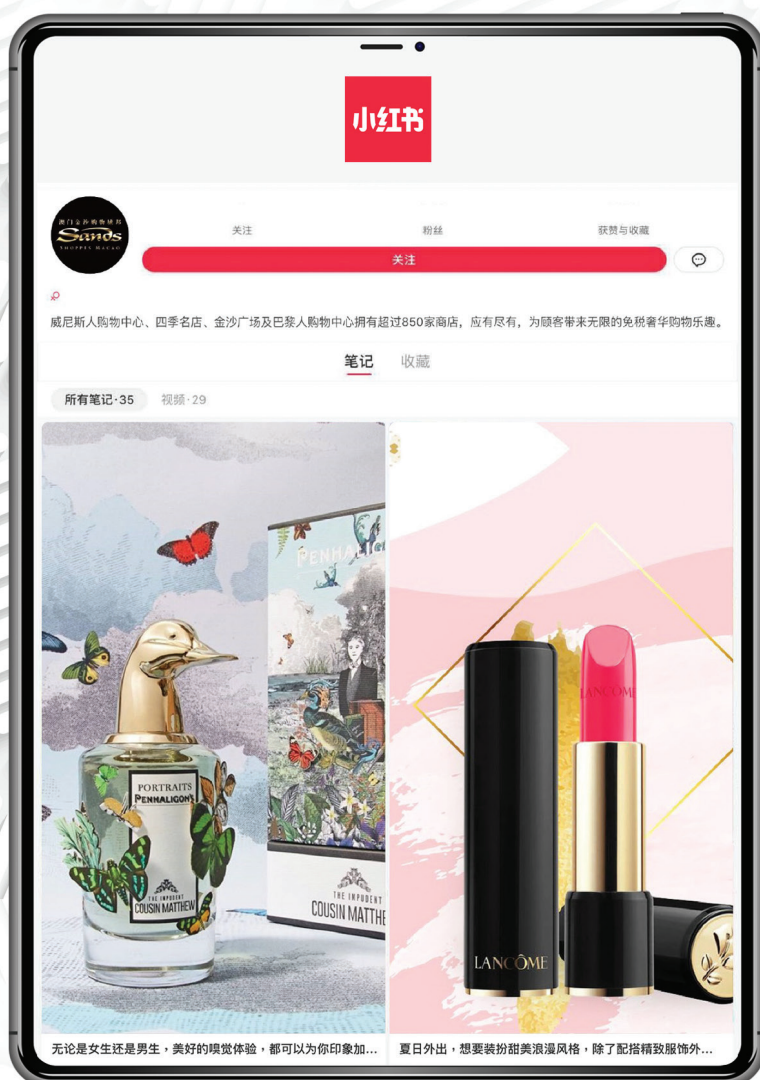 小红书
澳门金沙购物城邦
Sands
SHOPPES MACAO
关注
粉丝
获赞与收藏
关注
威尼斯人购物中心、四季名店、金沙广场及巴黎人购物中心拥有超过850家商店，应有尽有，为顾客带来无限的免税奢华购物乐趣。
笔记
收藏
所有笔记·35
视频·29
PENHALIG
PORTRAITS
PENHALIGON'S
THE IMPUDENT
COUSIN MATTHEW
THE IMPUDENT
COUSIN MATTHE
LANCOM
LANCÔME
无论是女生还是男生，美好的嗅觉体验，都可以为你印象加...
夏日外出，想要装扮甜美浪漫风格，除了配搭精致服饰外...